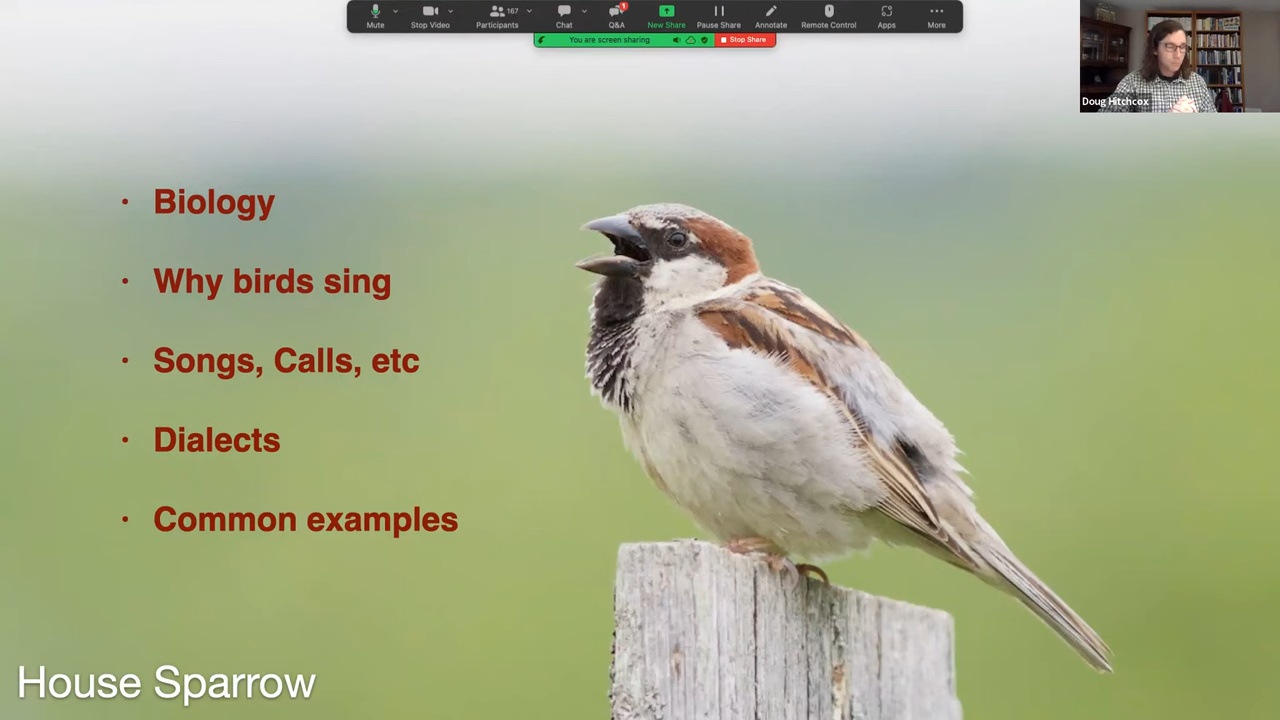 Mute
Stop Video
Participants
167
Chat
Q&A
1
New Share
Pause Share
Annotate
Remote Control
Apps
More
You are screen sharing
Stop Share
Doug Hitchcox
• Biology
• Why birds sing
• Songs, Calls, etc
• Dialects
• Common examples
House Sparrow